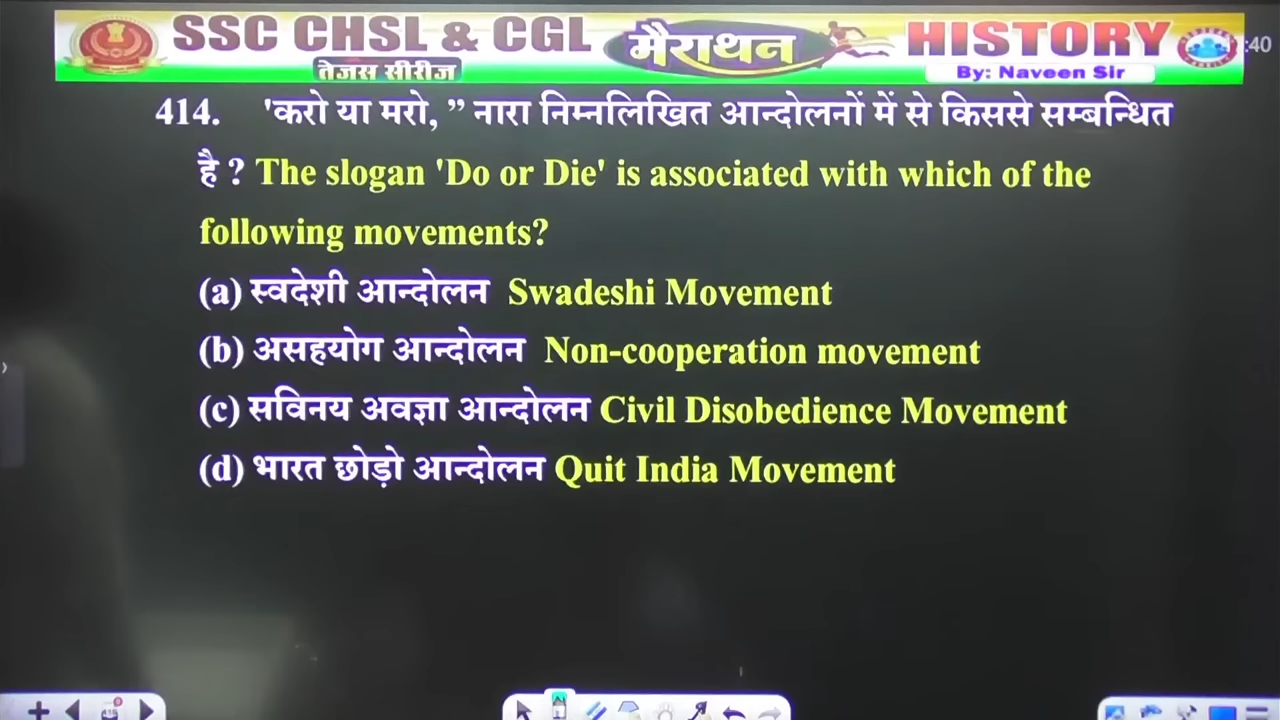 SSC CHSL & CGL मैराथन HISTORY
:40
तेजस सीरीज By: Naveen Sir
414. 'करो या मरो, ” नारा निम्नलिखित आन्दोलनों में से किससे सम्बन्धित
है ? The slogan 'Do or Die' is associated with which of the
following movements?
(a) स्वदेशी आन्दोलन Swadeshi Movement
(b) असहयोग आन्दोलन Non-cooperation movement
(c) सविनय अवज्ञा आन्दोलन Civil Disobedience Movement
(d) भारत छोड़ो आन्दोलन Quit India Movement